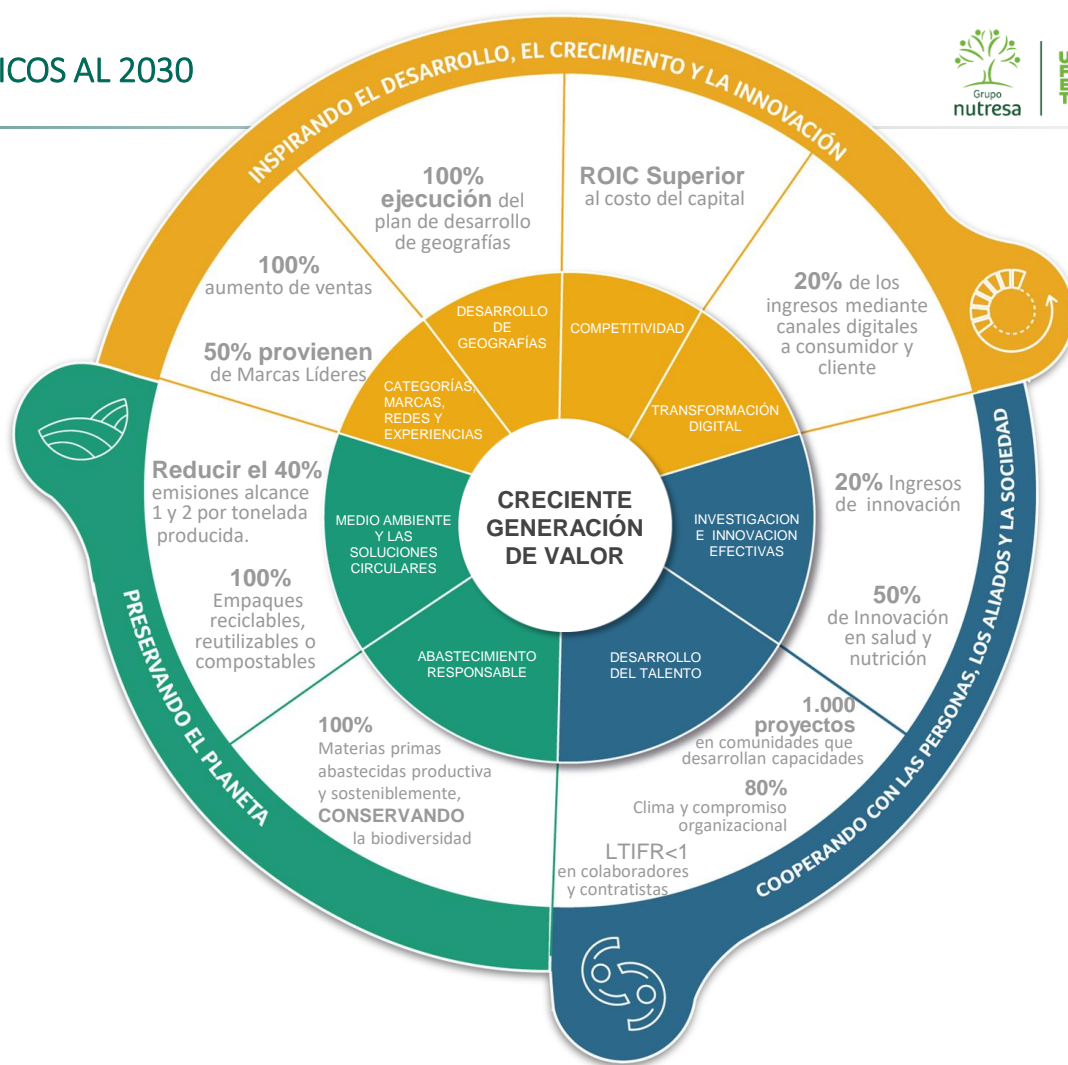 ICOS AL 2030
Grupo
nutresa
INSPIRANDO EL DESARROLLO, EL CRECIMIENTO Y LA INNOVACIÓN
100%
ejecución del
plan de desarrollo
de geografías
ROIC Superior
al costo del capital
100%
aumento de ventas
50% provienen
de Marcas Líderes
20% de los
ingresos mediante
canales digitales
a consumidor y
cliente
DESARROLLO
DE
GEOGRAFÍAS
COMPETITIVIDAD
CATEGORÍAS,
MARCAS,
REDES Y
EXPERIENCIAS
TRANSFORMACIÓN
DIGITAL
CRECIENTE
GENERACIÓN
DE VALOR
MEDIO AMBIENTE
Y LAS
SOLUCIONES
CIRCULARES
INVESTIGACION
E INNOVACION
EFECTIVAS
ABASTECIMIENTO
RESPONSABLE
DESARROLLO
DEL TALENTO
Reducir el 40%
emisiones alcance
1 y 2 por tonelada
producida.
100%
Empaques
reciclables,
reutilizables o
compostables
20% Ingresos
de innovación
50%
de Innovación
en salud y
nutrición
100%
Materias primas
abastecidas productiva
y sosteniblemente,
CONSERVANDO
la biodiversidad
1.000
proyectos
en comunidades que
desarrollan capacidades
80%
Clima y compromiso
organizacional
LTIFR<1
en colaboradores
y contratistas
PRESERVANDO EL PLANETA
COOPERANDO CON LAS PERSONAS, LOS ALIADOS Y LA SOCIEDAD